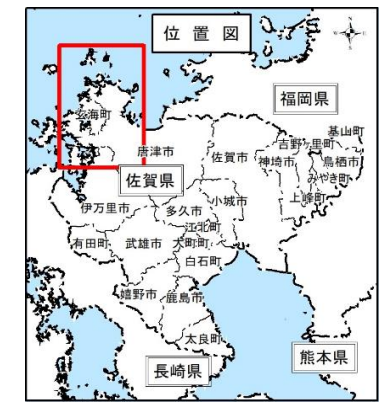 位置図
福岡県
玄海町
基山町
唐津市
吉野ヶ里町
佐賀市
神埼市
鳥栖市
みやき町
佐賀県
上峰町
伊万里市
多久市
小城市
江北町
有田町
武雄市
大町町
白石町
嬉野市
鹿島市
太良町
長崎県
熊本県